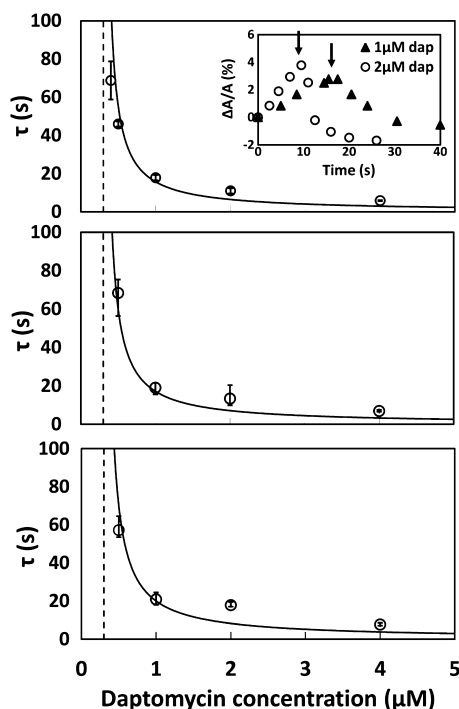 100
80
60
40
20
0
τ (s)
6
4
2
0
-2
ΔA/A (%)
▲ 1μM dap
○ 2μM dap
0 10 20 30 40
Time (s)
100
80
60
40
20
0
τ (s)
100
80
60
40
20
0
τ (s)
0 1 2 3 4 5
Daptomycin concentration (μM)